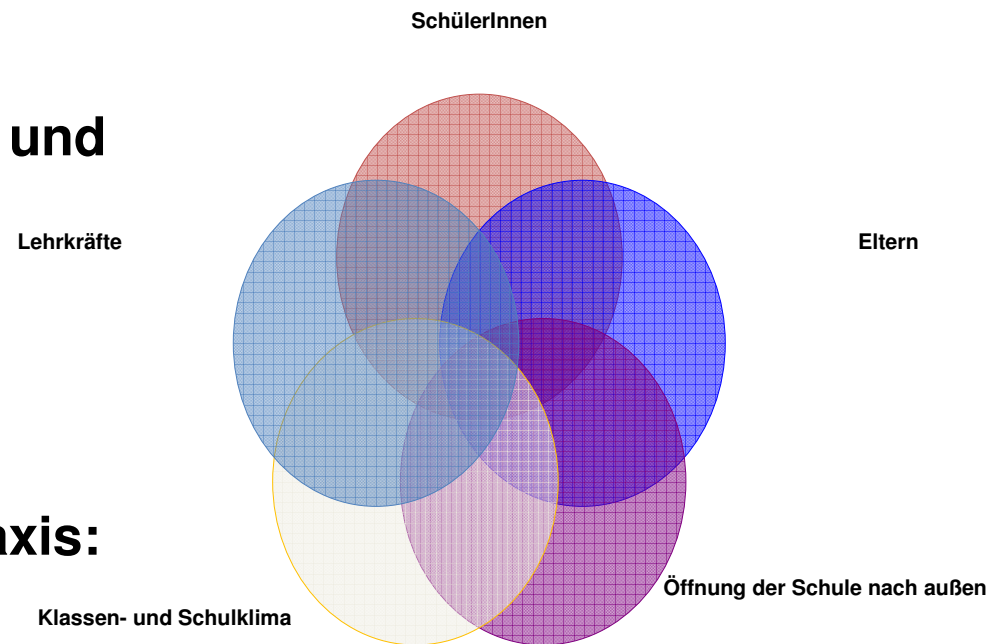 SchülerInnen
und
Lehrkräfte
Eltern
axis:
Öffnung der Schule nach außen
Klassen- und Schulklima